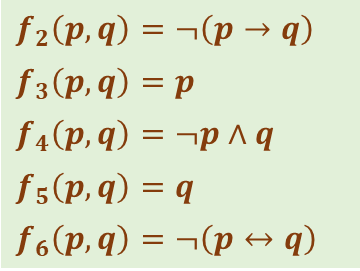 f₂(p, q) = ¬(p → q)
f₃(p, q) = p
f₄(p, q) = ¬p ∧ q
f₅(p, q) = q
f₆(p, q) = ¬(p ↔ q)